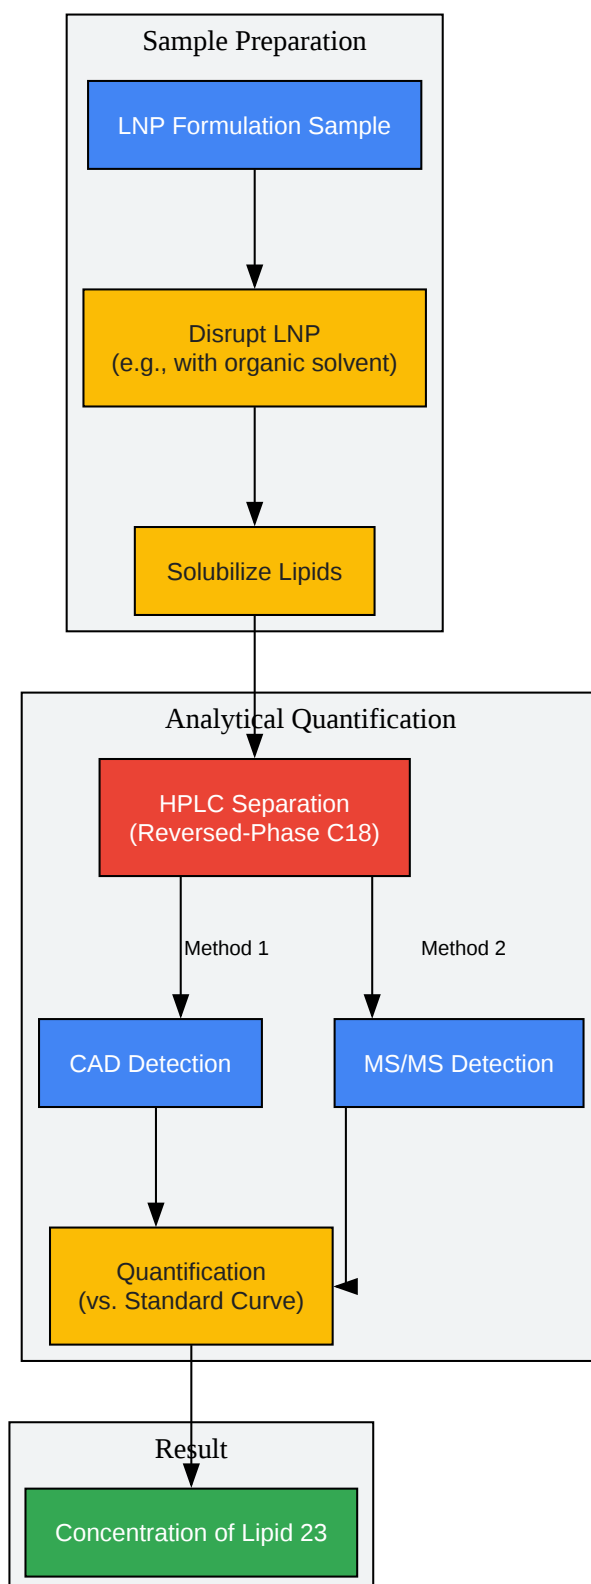 Sample Preparation
LNP Formulation Sample
Disrupt LNP
(e.g., with organic solvent)
Solubilize Lipids
Analytical Quantification
HPLC Separation
(Reversed-Phase C18)
Method 1
Method 2
CAD Detection
MS/MS Detection
Quantification
(vs. Standard Curve)
Result
Concentration of Lipid 23